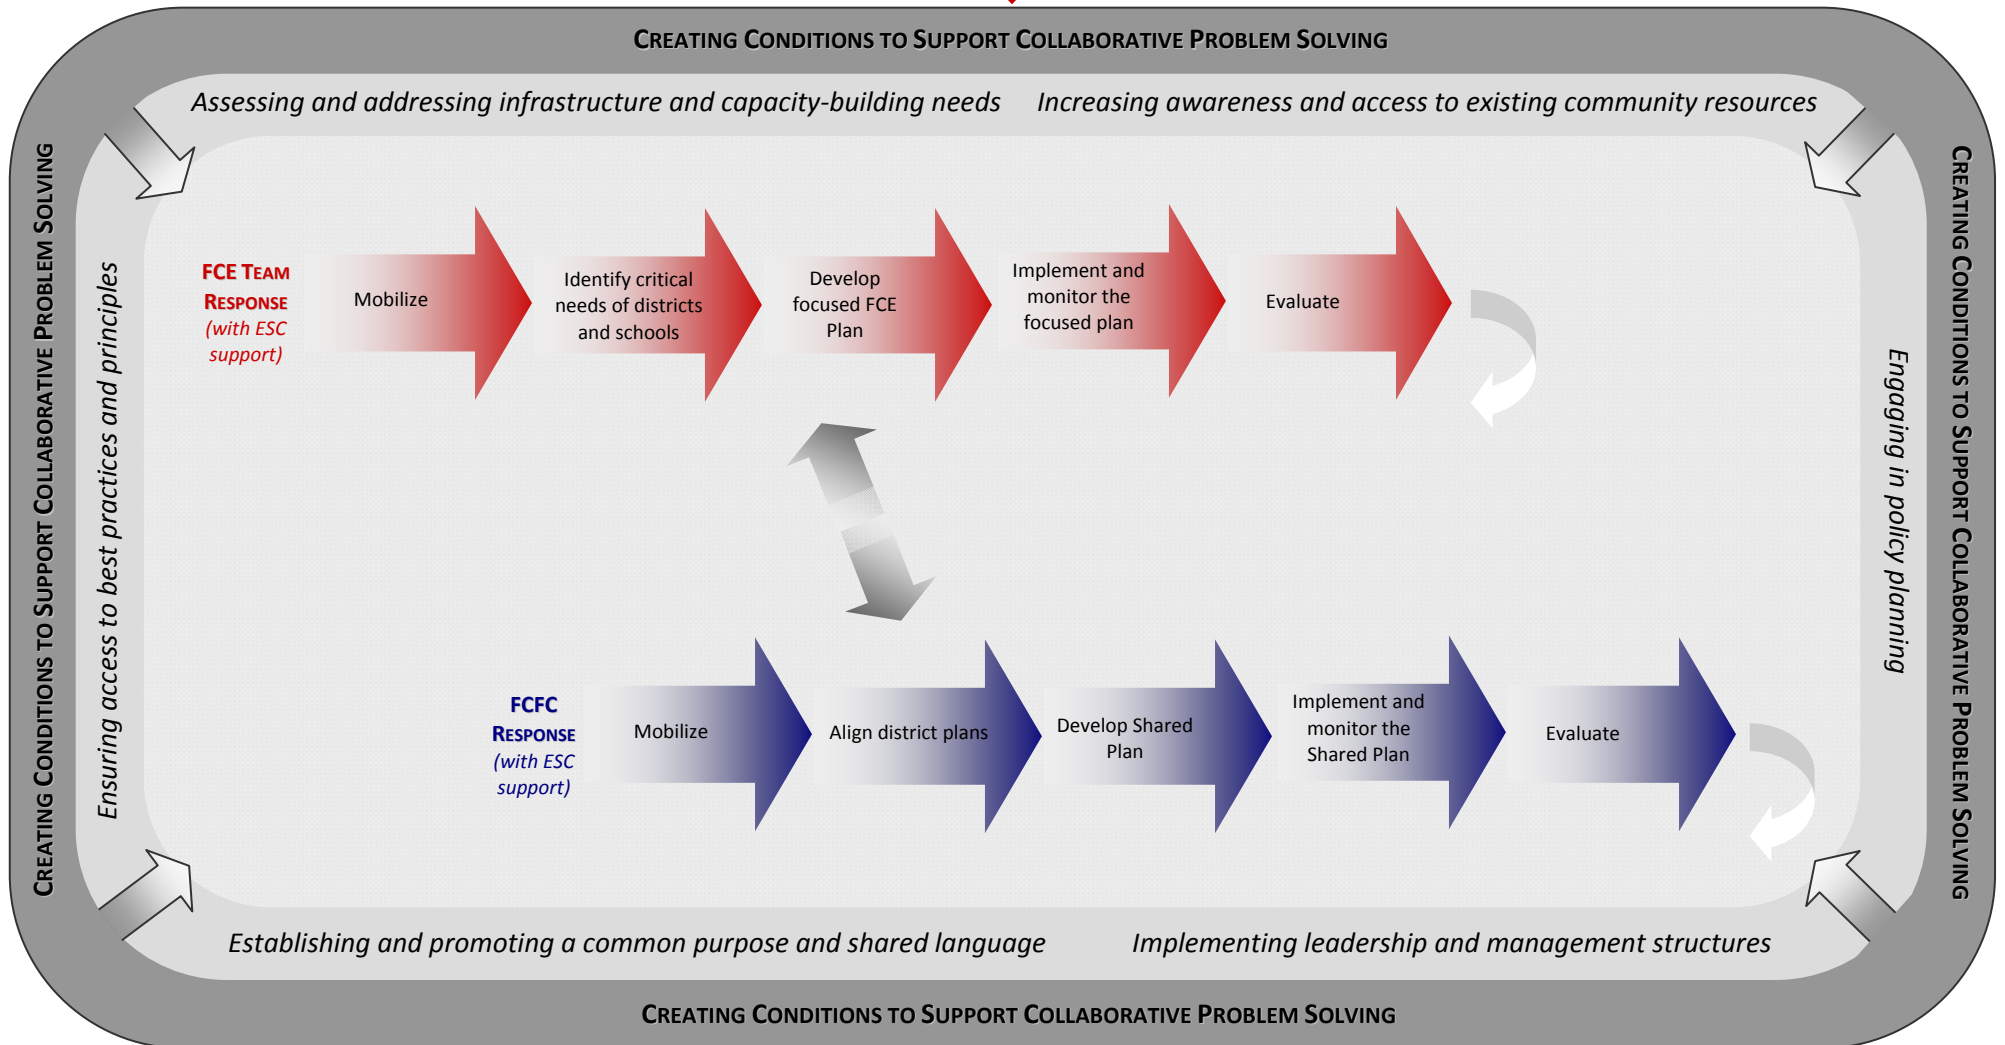 CREATING CONDITIONS TO SUPPORT COLLABORATIVE PROBLEM SOLVING
Assessing and addressing infrastructure and capacity-building needs
Increasing awareness and access to existing community resources
CREATING CONDITIONS TO SUPPORT COLLABORATIVE PROBLEM SOLVING
Ensuring access to best practices and principles
FCE TEAM
RESPONSE
(with ESC
support)
Mobilize
Identify critical
needs of districts
and schools
Develop
focused FCE
Plan
Implement and
monitor the
focused plan
Evaluate
FCFC
RESPONSE
(with ESC
support)
Mobilize
Align district plans
Develop Shared
Plan
Implement and
monitor the
Shared Plan
Evaluate
Engaging in policy planning
CREATING CONDITIONS TO SUPPORT COLLABORATIVE PROBLEM SOLVING
Establishing and promoting a common purpose and shared language
Implementing leadership and management structures
CREATING CONDITIONS TO SUPPORT COLLABORATIVE PROBLEM SOLVING